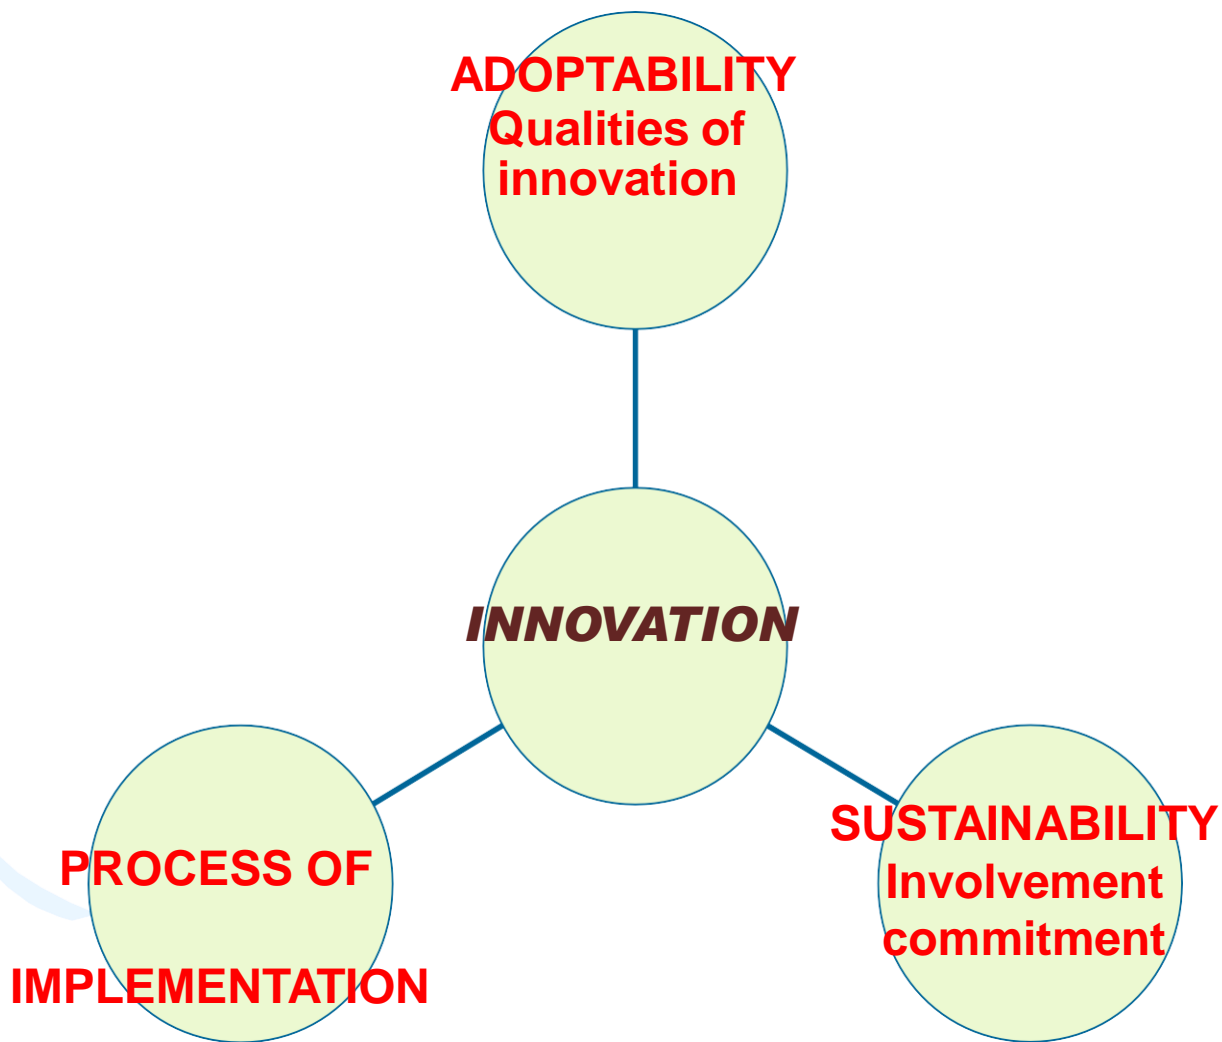 ADOPTABILITY
Qualities of
innovation
INNOVATION
PROCESS OF
IMPLEMENTATION
SUSTAINABILITY
Involvement
commitment